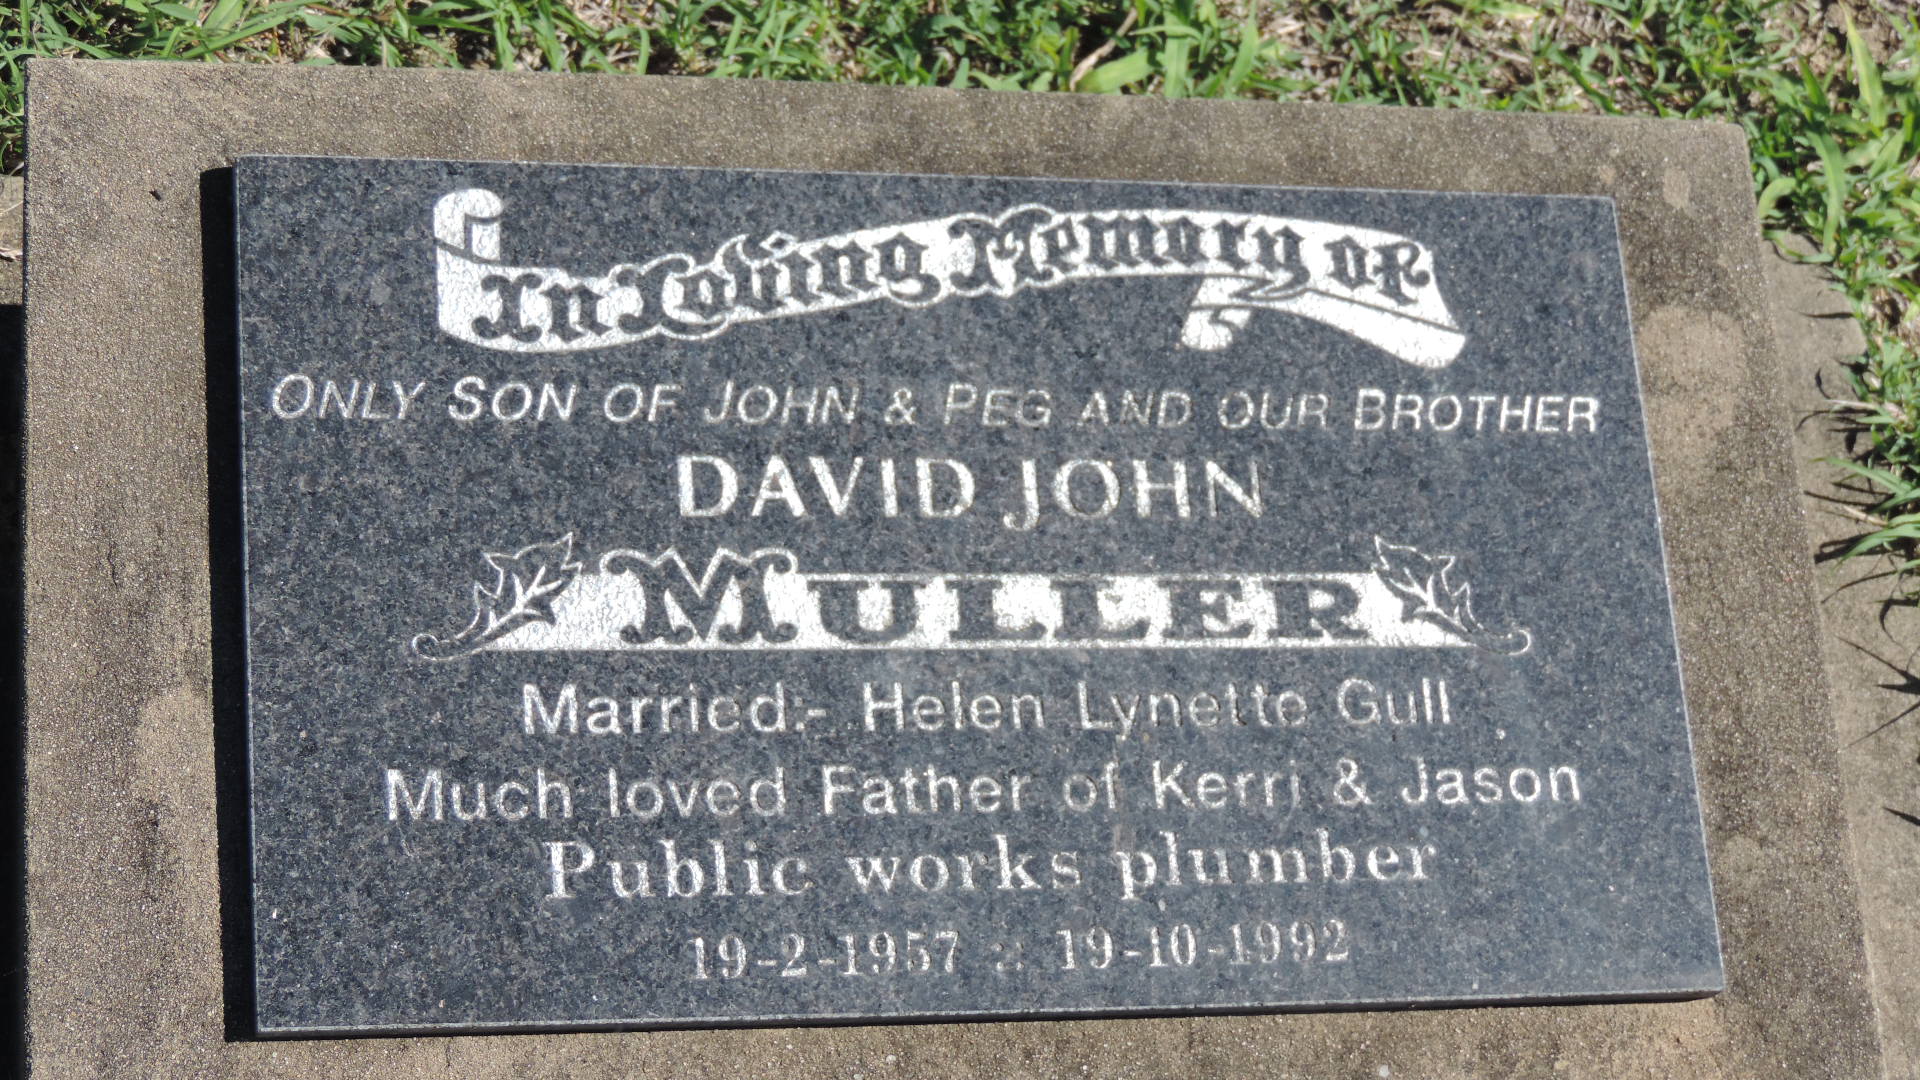 In Loving Memory of
ONLY SON OF JOHN & PEG AND OUR BROTHER
DAVID JOHN
MULLER
Married:- Helen Lynette Gull
Much loved Father of Kerri & Jason
Public works plumber
19-2-1957 :: 19-10-1992